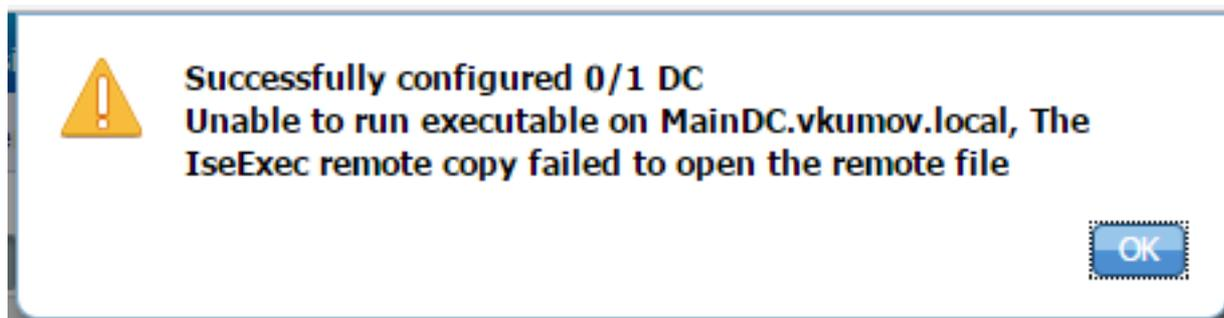 Successfully configured 0/1 DC
Unable to run executable on MainDC.vkumov.local, The
IseExec remote copy failed to open the remote file
OK